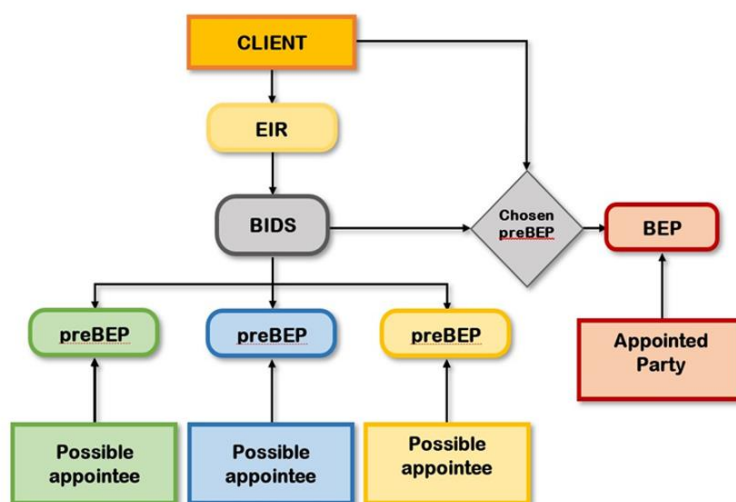 CLIENT
EIR
BIDS
Chosen
preBEP
BEP
preBEP
preBEP
preBEP
Appointed
Party
Possible
appointee
Possible
appointee
Possible
appointee